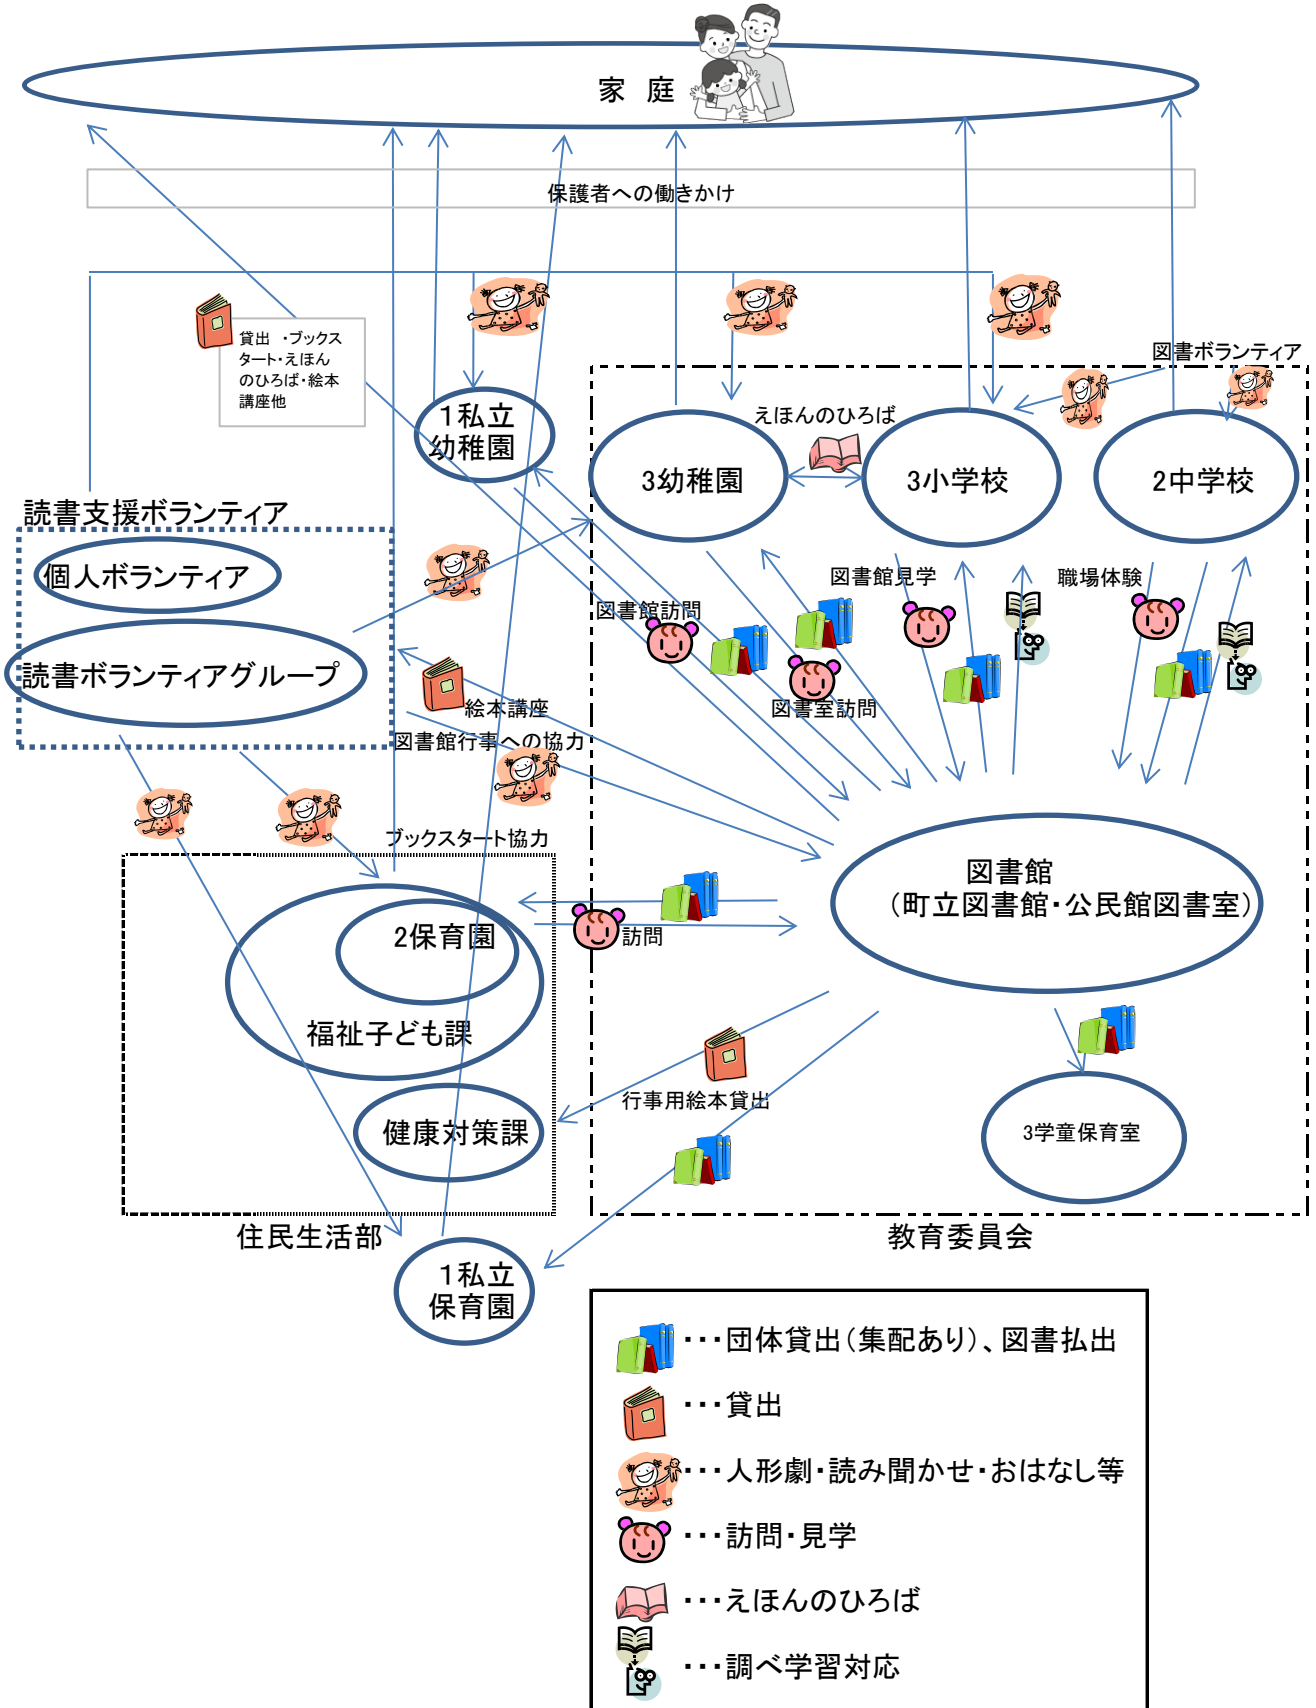 家 庭
保護者への働きかけ
貸出 ・ブックス
タート・えほん
のひろば・絵本
講座他
図書ボランティア
1私立
幼稚園
えほんのひろば
3幼稚園
3小学校
2中学校
読書支援ボランティア
個人ボランティア
読書ボランティアグループ
図書館訪問
図書館見学
職場体験
図書室訪問
絵本講座
図書館行事への協力
ブックスタート協力
図書館
（町立図書館・公民館図書室）
2保育園
訪問
福祉子ども課
行事用絵本貸出
健康対策課
3学童保育室
住民生活部
教育委員会
1私立
保育園
・・・団体貸出（集配あり）、図書払出
・・・貸出
・・・人形劇・読み聞かせ・おはなし等
・・・訪問・見学
・・・えほんのひろば
・・・調べ学習対応